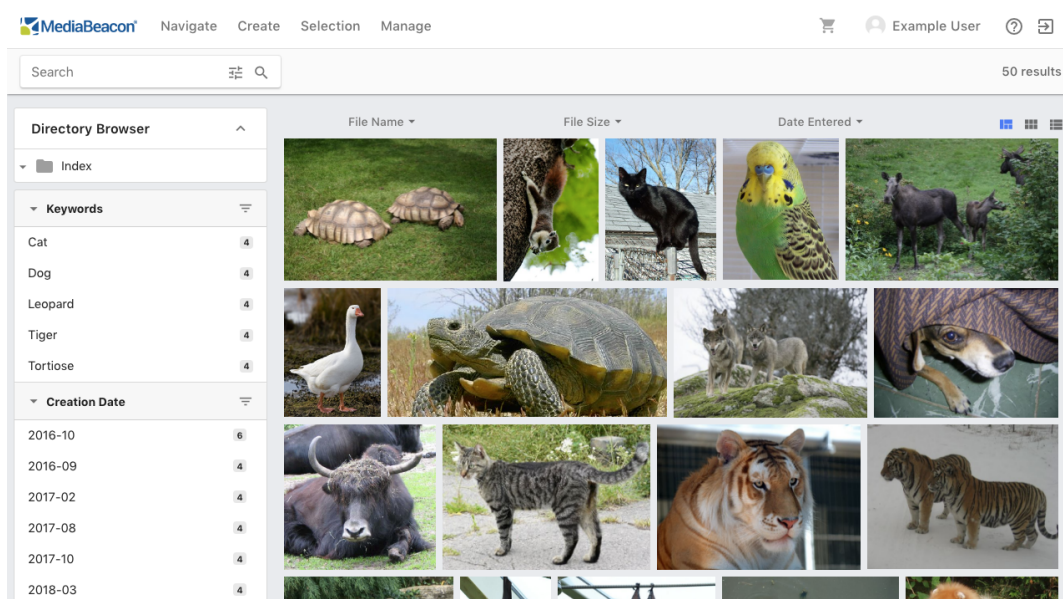 MediaBeacon Navigate Create Selection Manage Example User
Search 50 results
Directory Browser
File Name File Size Date Entered
Index
Keywords
Cat 4
Dog 4
Leopard 4
Tiger 4
Tortiose 4
Creation Date
2016-10 6
2016-09 4
2017-02 4
2017-08 4
2017-10 4
2018-03 4